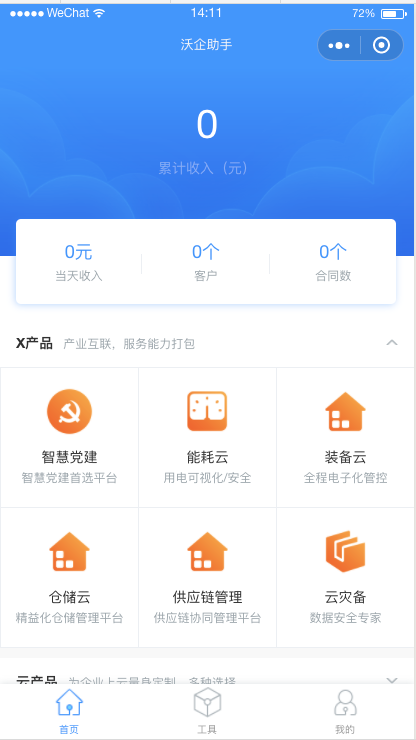 WeChat 14:11 72%
沃企助手
0
累计收入（元）
0元 0个 0个
当天收入 客户 合同数
X产品 产业互联，服务能力打包
智慧党建 能耗云 装备云
智慧党建首选平台 用电可视化/安全 全程电子化管控
仓储云 供应链管理 云灾备
精益化仓储管理平台 供应链协同管理平台 数据安全专家
云产品 为企业上云量身定制，多种选择
首页 工具 我的